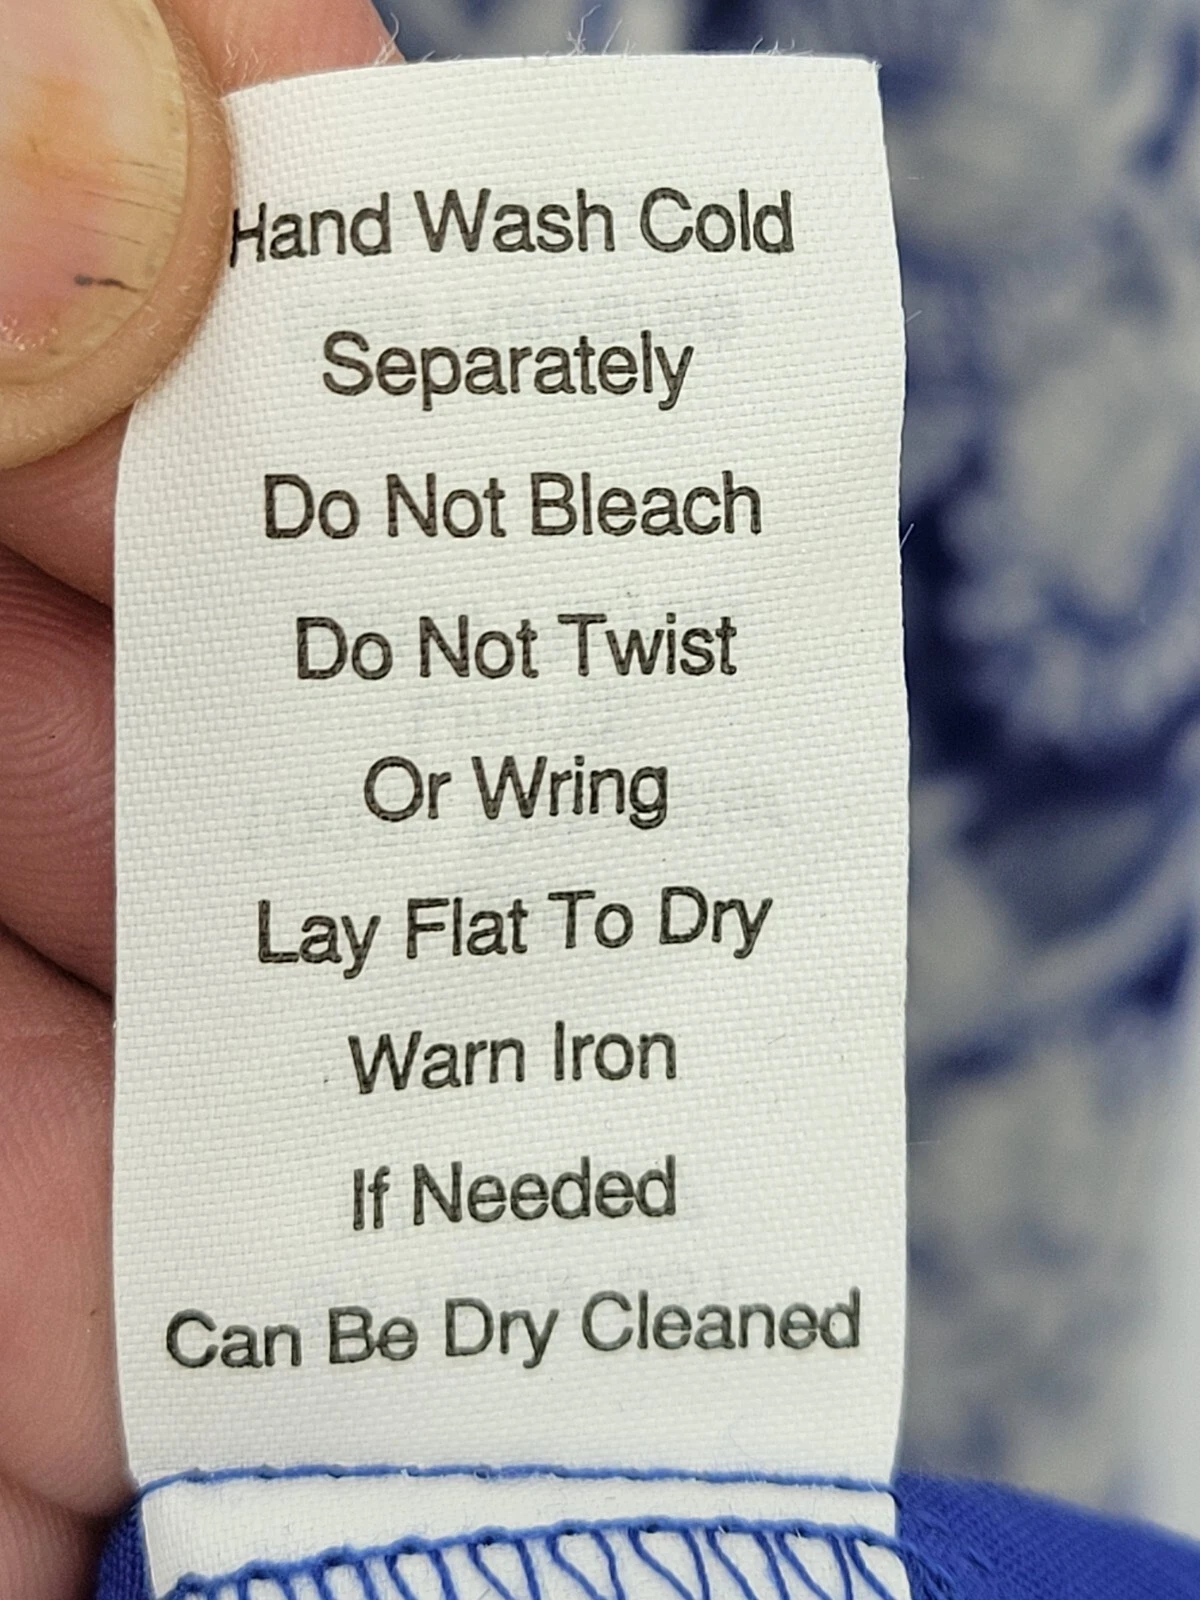 Hand Wash Cold
Separately
Do Not Bleach
Do Not Twist
Or Wring
Lay Flat To Dry
Warn Iron
If Needed
Can Be Dry Cleaned